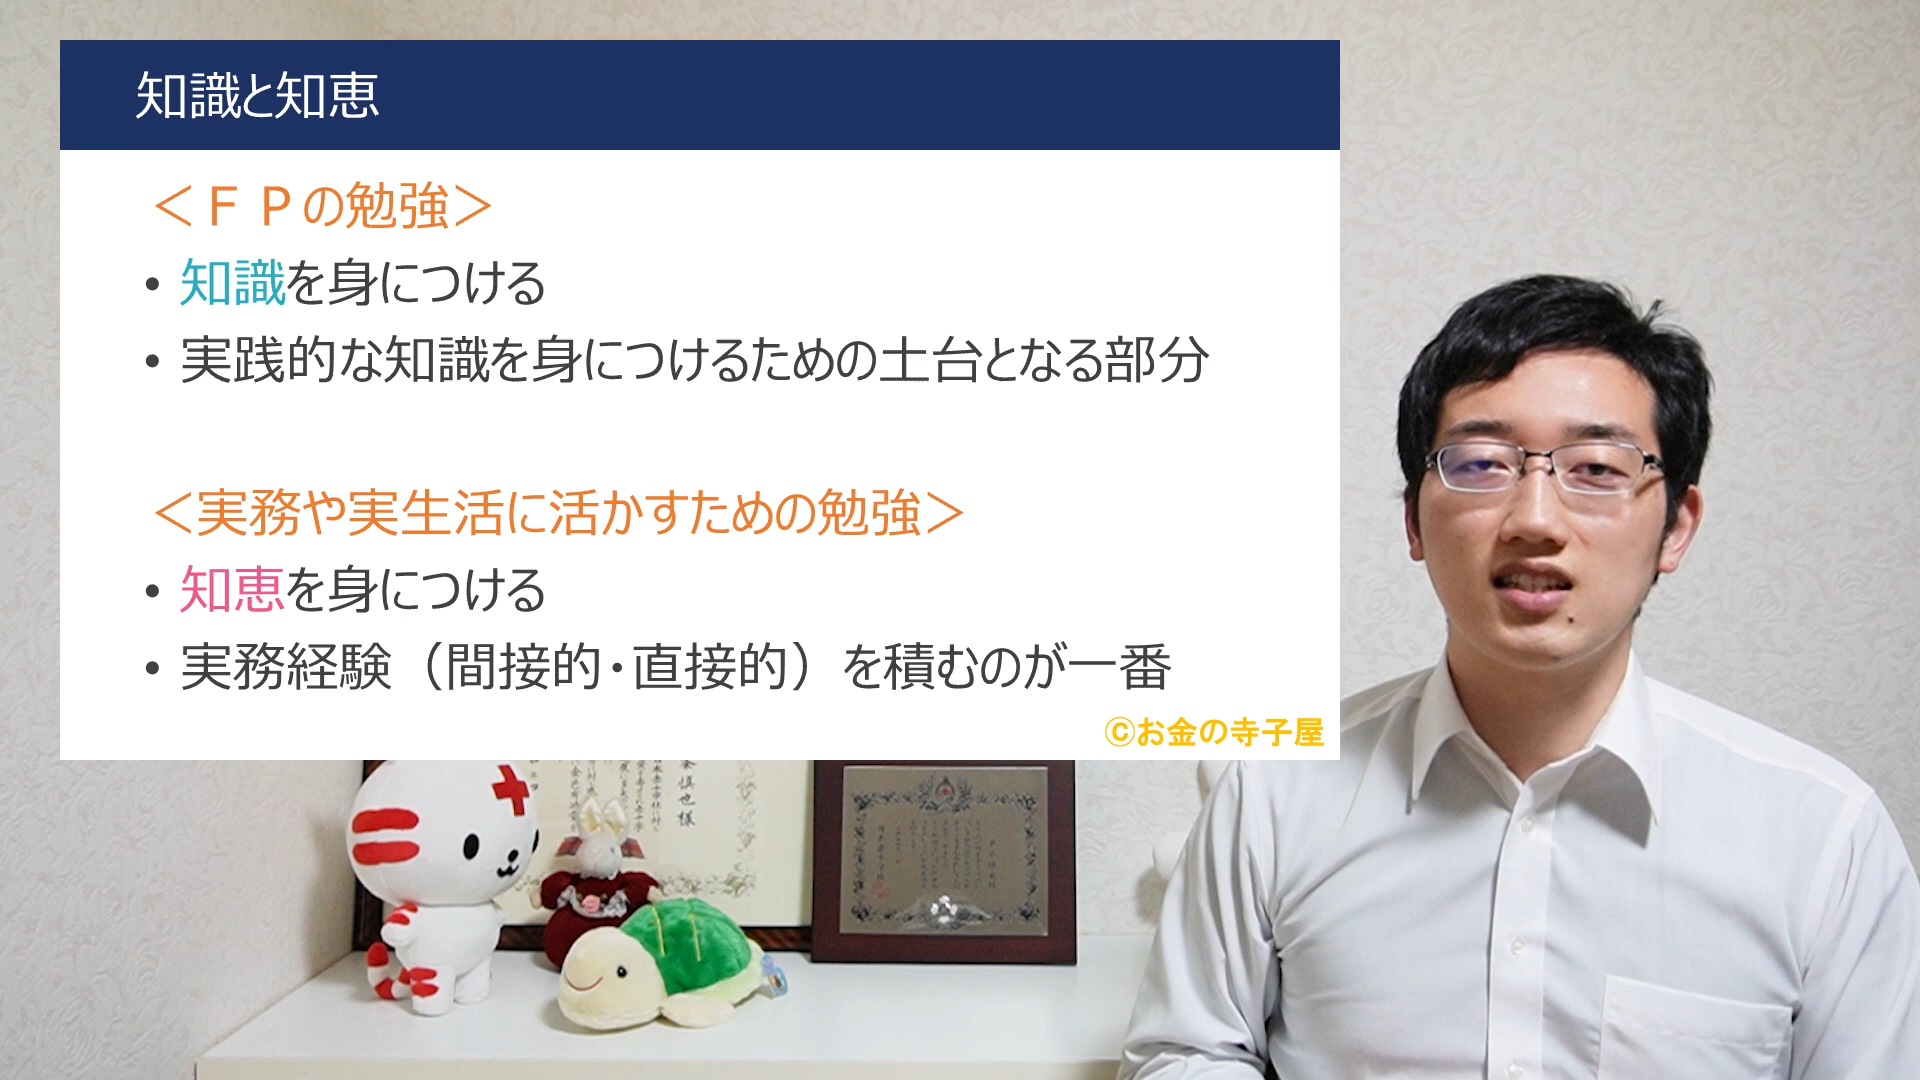 知識と知恵
＜ＦＰの勉強＞
• 知識を身につける
• 実践的な知識を身につけるための土台となる部分
＜実務や実生活に活かすための勉強＞
• 知恵を身につける
• 実務経験（間接的・直接的）を積むのが一番
©お金の寺子屋
慎也様